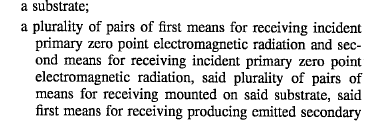 a substrate;
a plurality of pairs of first means for receiving incident
primary zero point electromagnetic radiation and sec-
ond means for receiving incident primary zero point
electromagnetic radiation, said plurality of pairs of
means for receiving mounted on said substrate, said
first means for receiving producing emitted secondary